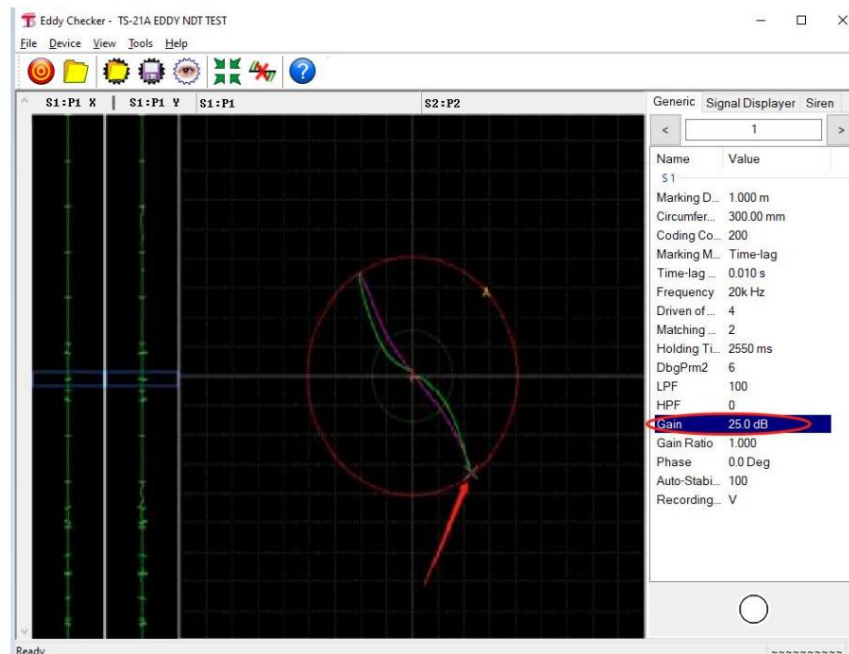 Eddy Checker - TS-21A EDDY NDT TEST
File Device View Tools Help
S1:P1 X | S1:P1 Y S1:P1 S2:P2
Generic Signal Displayer Siren
< 1 >
Name Value
S1
Marking D... 1.000 m
Circumfer... 300.00 mm
Coding Co... 200
Marking M... Time-lag
Time-lag ... 0.010 s
Frequency 20k Hz
Driven of ... 4
Matching ... 2
Holding Ti... 2550 ms
DbgPrm2 6
LPF 100
HPF 0
Gain 25.0 dB
Gain Ratio 1.000
Phase 0.0 Deg
Auto-Stabi... 100
Recording... V
Ready ~~~~~~~~~~